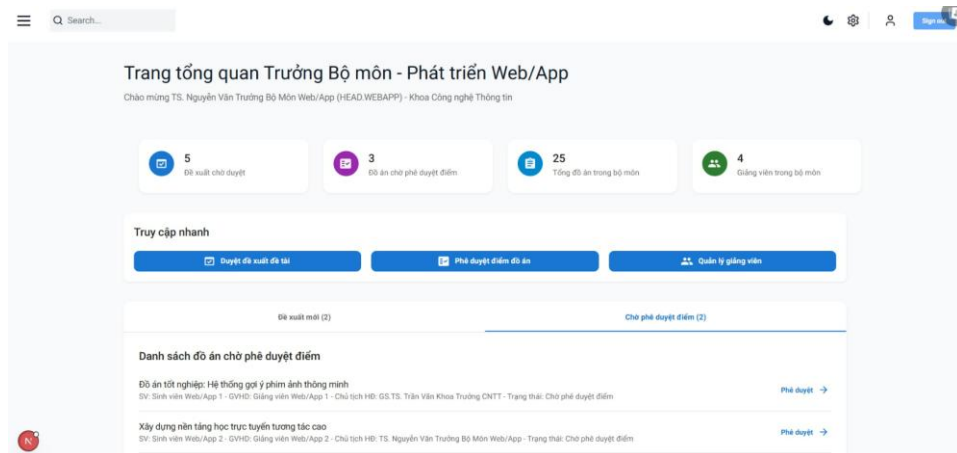 Search...
Sign
Trang tổng quan Trưởng Bộ môn - Phát triển Web/App
Chào mừng TS. Nguyễn Văn Trưởng Bộ Môn Web/App (HEAD.WEBAPP) - Khoa Công nghệ Thông tin
5
Đề xuất chờ duyệt
3
Đồ án chờ phê duyệt điểm
25
Tổng đồ án trong bộ môn
4
Giảng viên trong bộ môn
Truy cập nhanh
Duyệt đề xuất đề tài
Phê duyệt điểm đồ án
Quản lý giảng viên
Đề xuất mới (2)
Chờ phê duyệt điểm (2)
Danh sách đồ án chờ phê duyệt điểm
Đồ án tốt nghiệp: Hệ thống gợi ý phim ảnh thông minh
Phê duyệt →
SV: Sinh viên Web/App 1 - GVHD: Giảng viên Web/App 1 - Chủ tịch HĐ: GS.TS. Trần Văn Khoa Trưởng CNTT - Trạng thái: Chờ phê duyệt điểm
Xây dựng nền tảng học trực tuyến tương tác cao
Phê duyệt →
SV: Sinh viên Web/App 2 - GVHD: Giảng viên Web/App 2 - Chủ tịch HĐ: TS. Nguyễn Văn Trưởng Bộ Môn Web/App - Trạng thái: Chờ phê duyệt điểm
N